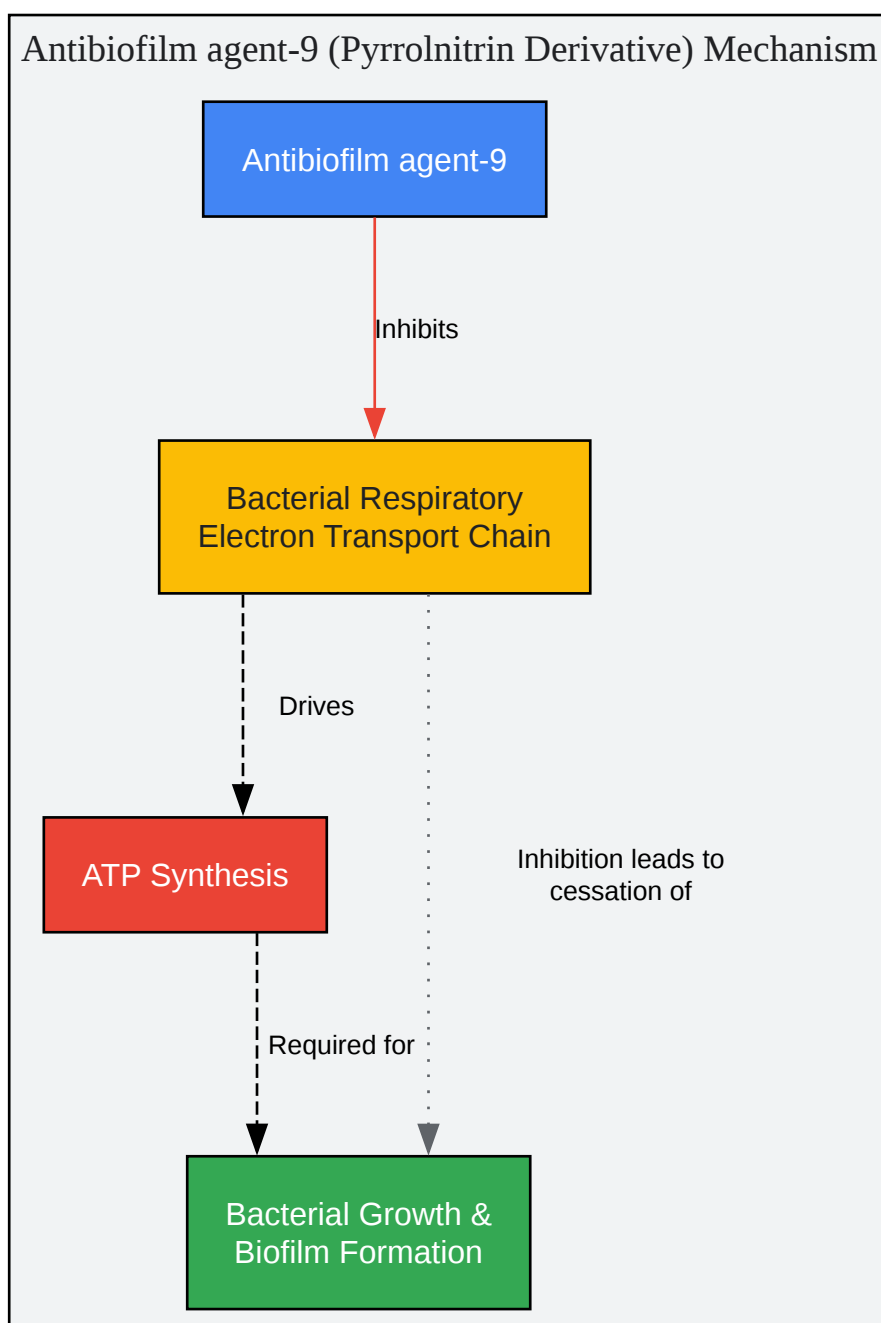 Antibiofilm agent-9 (Pyrrolnitrin Derivative) Mechanism
Antibiofilm agent-9
Inhibits
Bacterial Respiratory
Electron Transport Chain
Drives
ATP Synthesis
Inhibition leads to
cessation of
Required for
Bacterial Growth &
Biofilm Formation